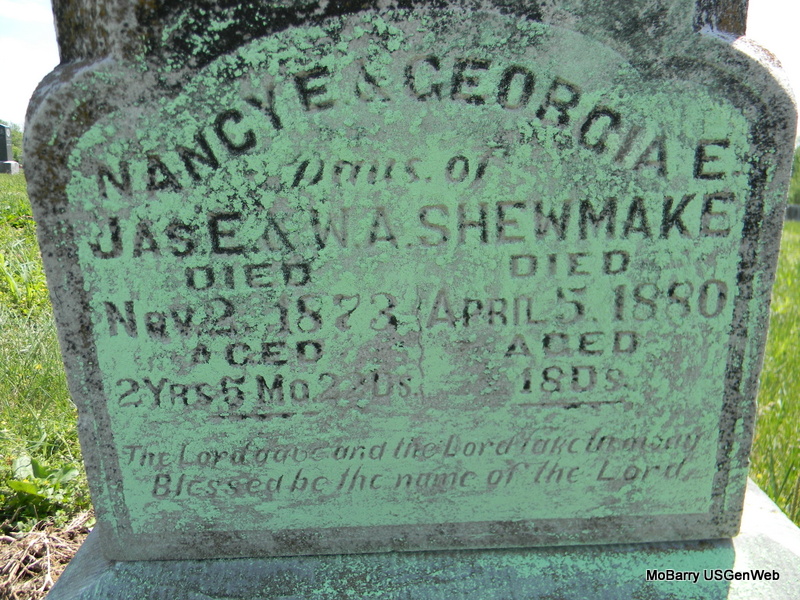 NANCY E & GEORGIA E.
Daus. of
JAS E. & W. A. SHEWMAKE
DIED DIED
Nov 2. 1873 APRIL 5. 1880
AGED AGED
2 YRS 5 MO. Ds. 18 Ds.
The Lord gave and the Lord taketh away
Blessed be the name of the Lord.
MoBarry USGenWeb